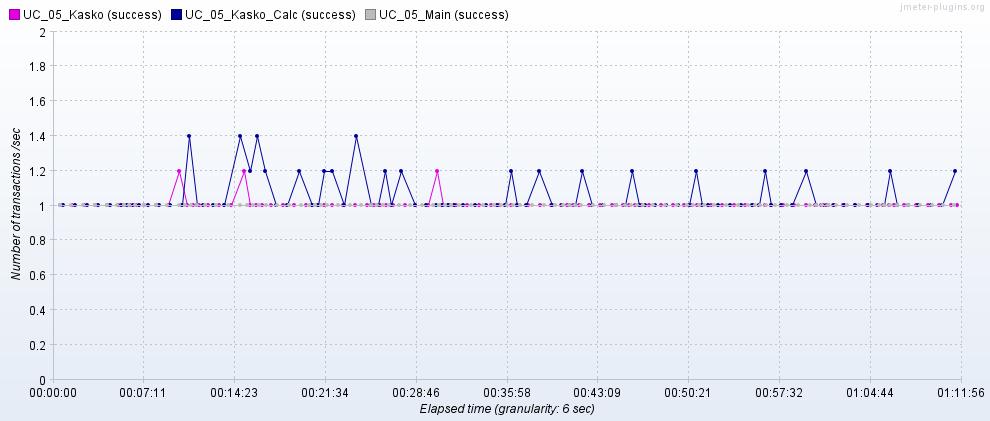 UC_05_Kasko (success) UC_05_Kasko_Calc (success) UC_05_Main (success)
jmeter-plugins.org
2
1.8
1.6
1.4
1.2
1
0.8
0.6
0.4
0.2
0
Number of transactions /sec
00:00:00 00:07:11 00:14:23 00:21:34 00:28:46 00:35:58 00:43:09 00:50:21 00:57:32 01:04:44 01:11:56
Elapsed time (granularity: 6 sec)